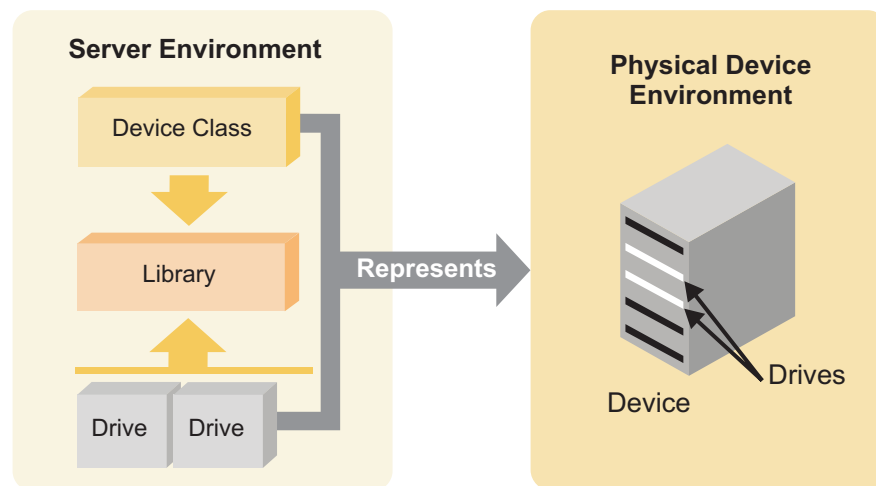 Server Environment
Device Class
Library
Drive
Drive
Represents
Physical Device
Environment
Drives
Device